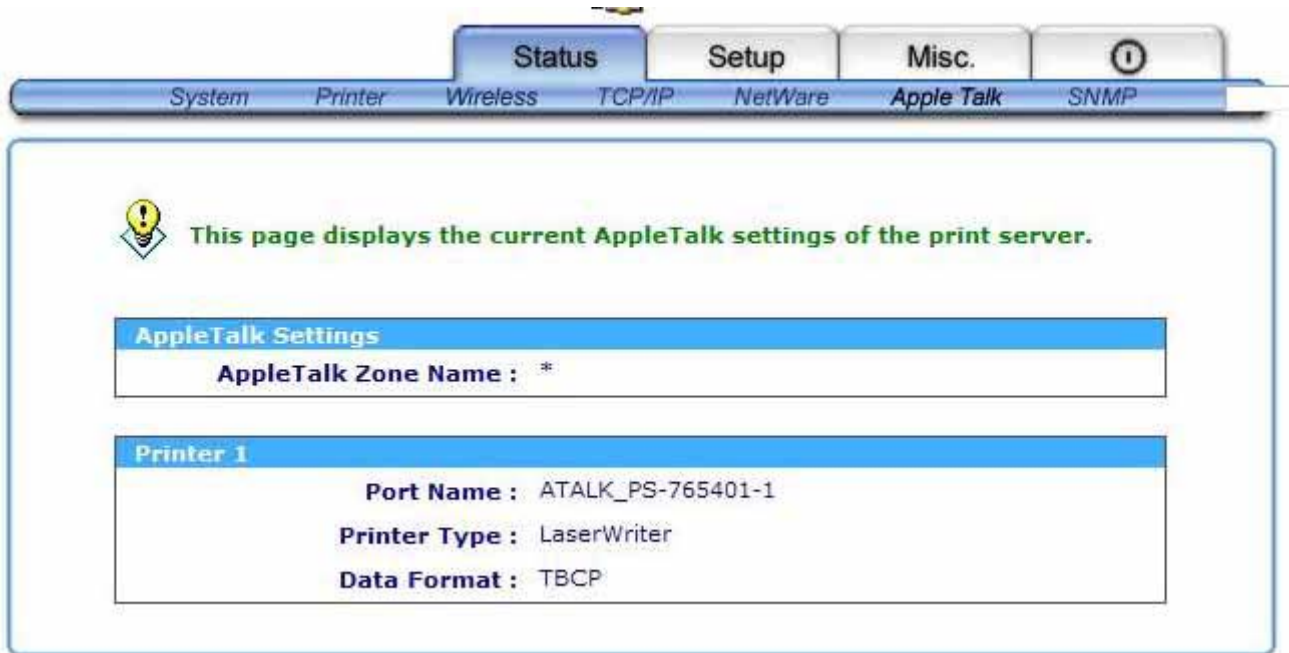 Status Setup Misc.
System Printer Wireless TCP/IP NetWare Apple Talk SNMP
This page displays the current AppleTalk settings of the print server.
AppleTalk Settings
AppleTalk Zone Name : *
Printer 1
Port Name : ATALK_PS-765401-1
Printer Type : LaserWriter
Data Format : TBCP